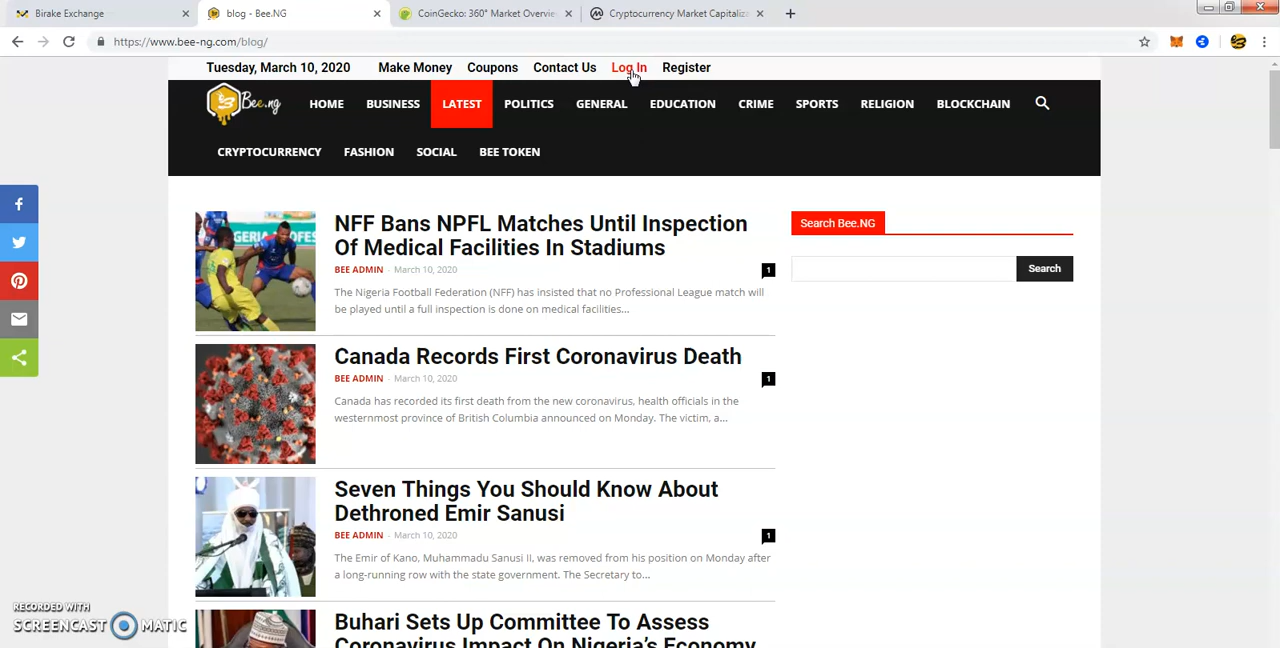 Birake Exchange
blog - Bee.NG
CoinGecko: 360° Market Overvie
Cryptocurrency Market Capitaliz
https://www.bee-ng.com/blog/
Tuesday, March 10, 2020 Make Money Coupons Contact Us Log In Register
Bee.ng HOME BUSINESS LATEST POLITICS GENERAL EDUCATION CRIME SPORTS RELIGION BLOCKCHAIN
CRYPTOCURRENCY FASHION SOCIAL BEE TOKEN
NFF Bans NPFL Matches Until Inspection
Of Medical Facilities In Stadiums
BEE ADMIN - March 10, 2020 1
The Nigeria Football Federation (NFF) has insisted that no Professional League match will
be played until a full inspection is done on medical facilities...
Canada Records First Coronavirus Death
BEE ADMIN - March 10, 2020 1
Canada has recorded its first death from the new coronavirus, health officials in the
westernmost province of British Columbia announced on Monday. The victim, a...
Seven Things You Should Know About
Dethroned Emir Sanusi
BEE ADMIN - March 10, 2020 1
The Emir of Kano, Muhammadu Sanusi II, was removed from his position on Monday after
a long-running row with the state government. The Secretary to...
Buhari Sets Up Committee To Assess
Coronavirus Impact On Nigeria's Economy
Search Bee.NG
Search
RECORDED WITH
SCREENCAST MATIC